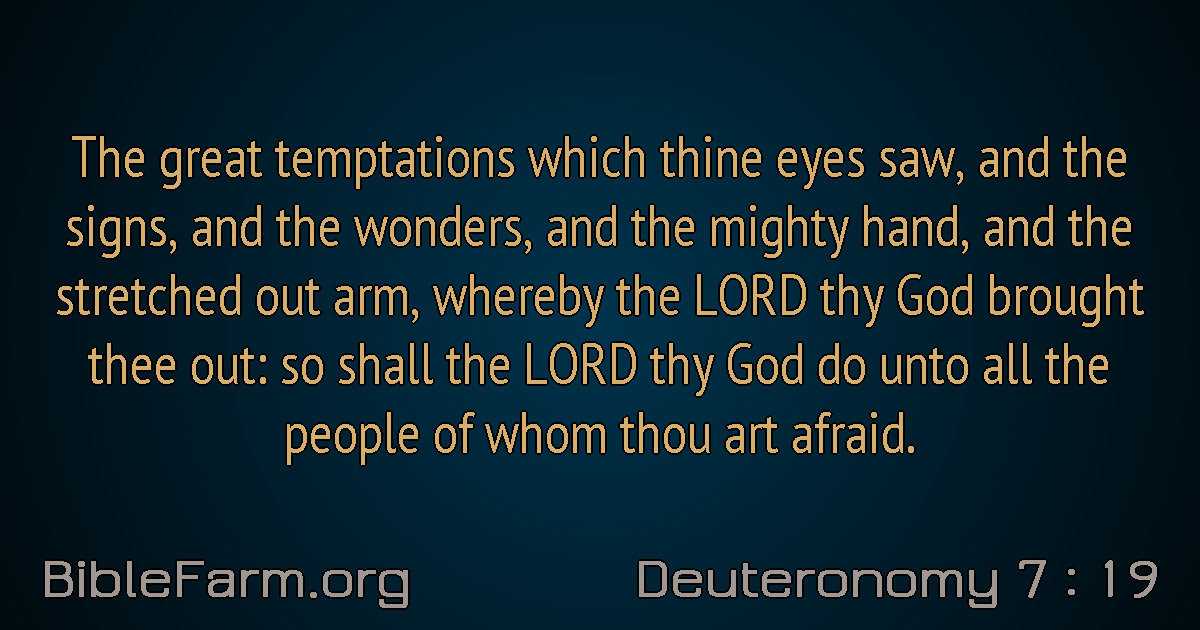 The great temptations which thine eyes saw, and the
signs, and the wonders, and the mighty hand, and the
stretched out arm, whereby the LORD thy God brought
thee out: so shall the LORD thy God do unto all the
people of whom thou art afraid.
BibleFarm.org
Deuteronomy 7 : 19